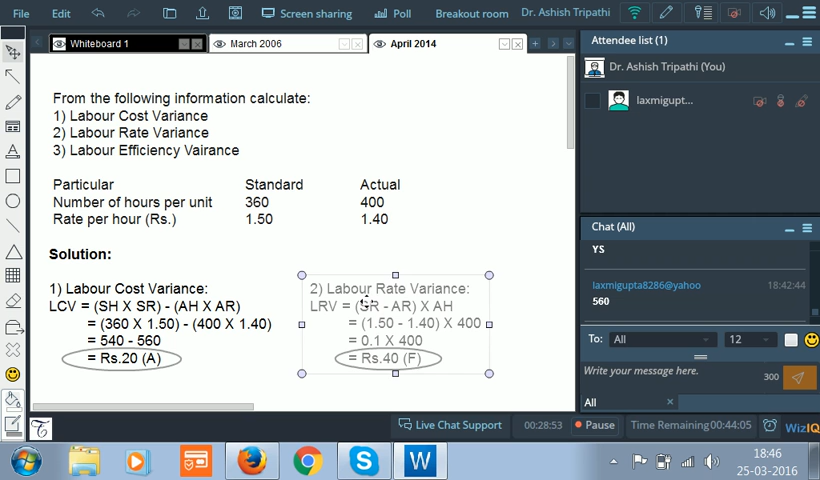 File Edit Screen sharing Poll Breakout room Dr. Ashish Tripathi
Whiteboard 1 March 2006 April 2014
From the following information calculate:
1) Labour Cost Variance
2) Labour Rate Variance
3) Labour Efficiency Vairance
Particular Standard Actual
Number of hours per unit 360 400
Rate per hour (Rs.) 1.50 1.40
Solution:
1) Labour Cost Variance:
LCV = (SH X SR) - (AH X AR)
= (360 X 1.50) - (400 X 1.40)
= 540 - 560
= Rs.20 (A)
2) Labour Rate Variance:
LRV = (SR - AR) X AH
= (1.50 - 1.40) X 400
= 0.1 X 400
= Rs.40 (F)
Attendee list (1)
Dr. Ashish Tripathi (You)
laxmigupt...
Chat (All)
YS
laxmigupta8286@yahoo 18:42:44
560
To: All 12
Write your message here.
300
All
Live Chat Support 00:28:53 Pause Time Remaining 00:44:05 WizIQ
18:46
25-03-2016